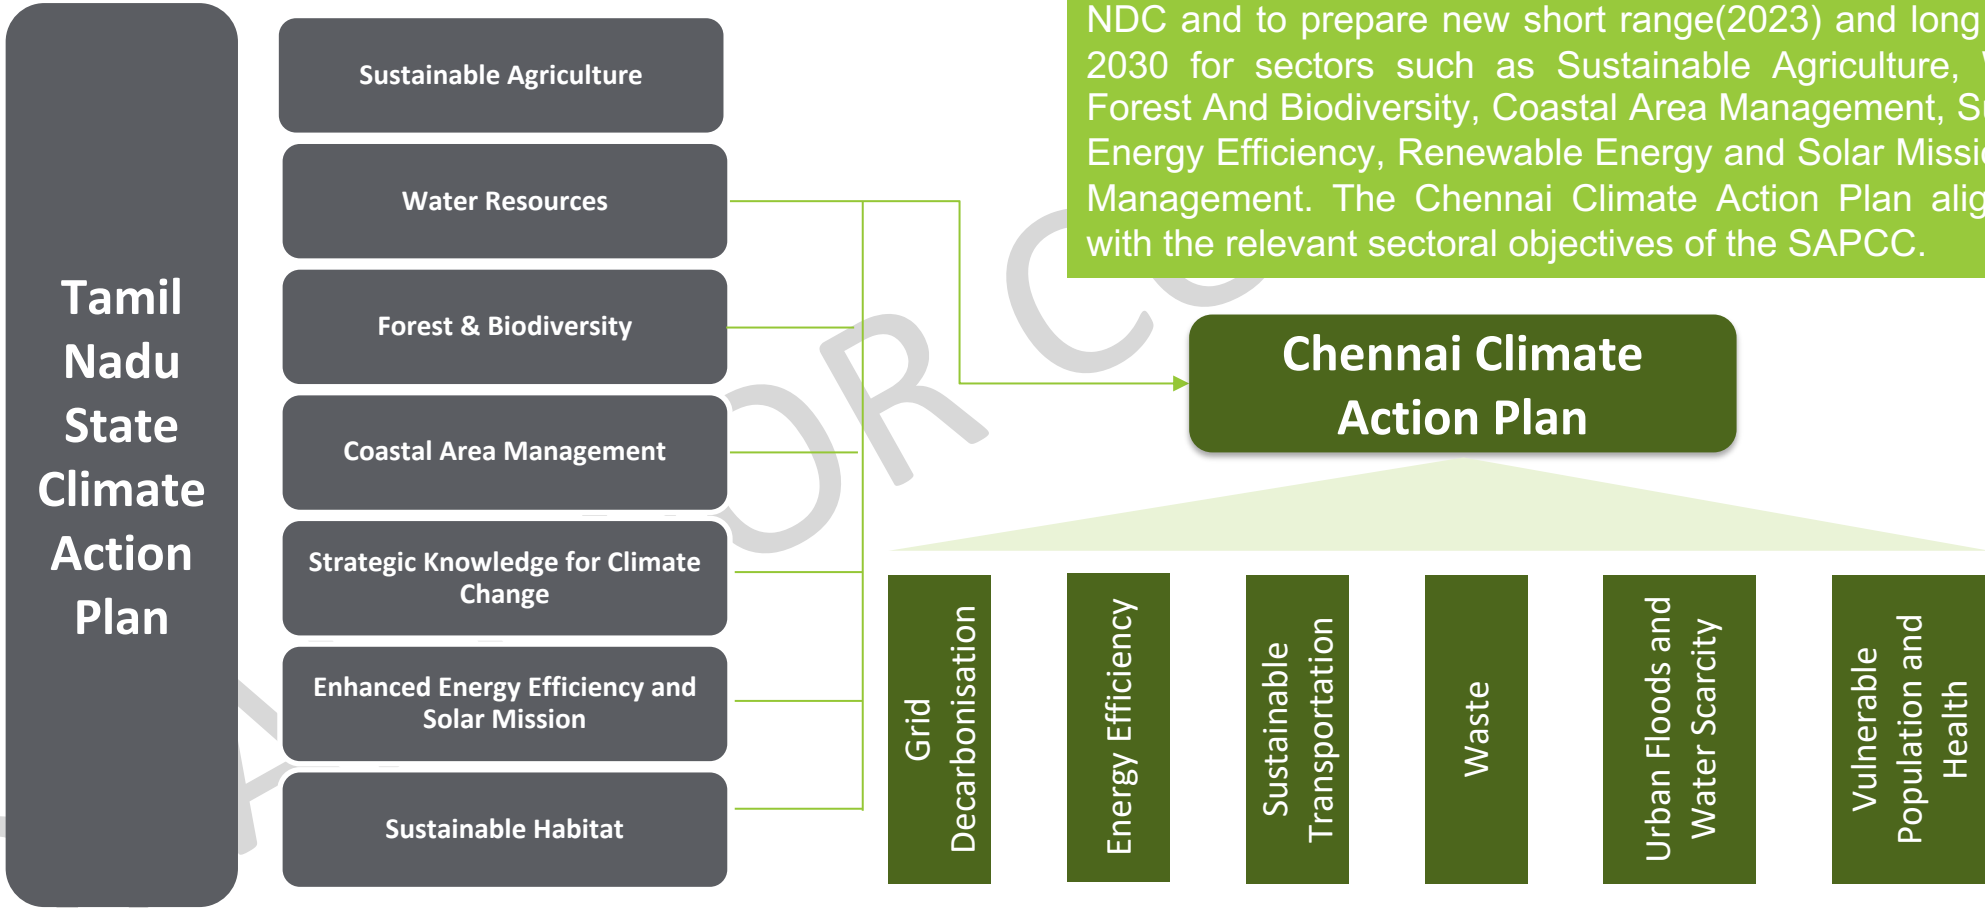 Tamil
Nadu
State
Climate
Action
Plan
Sustainable Agriculture
Water Resources
Forest & Biodiversity
Coastal Area Management
Strategic Knowledge for Climate
Change
Enhanced Energy Efficiency and
Solar Mission
Sustainable Habitat
NDC and to prepare new short range(2023) and long
2030 for sectors such as Sustainable Agriculture,
Forest And Biodiversity, Coastal Area Management,
Energy Efficiency, Renewable Energy and Solar
Management. The Chennai Climate Action Plan
with the relevant sectoral objectives of the SAPCC.
Chennai Climate
Action Plan
Grid
Decarbonisation
Energy Efficiency
Sustainable
Transportation
Waste
Urban Floods and
Water Scarcity
Vulnerable
Population and
Health